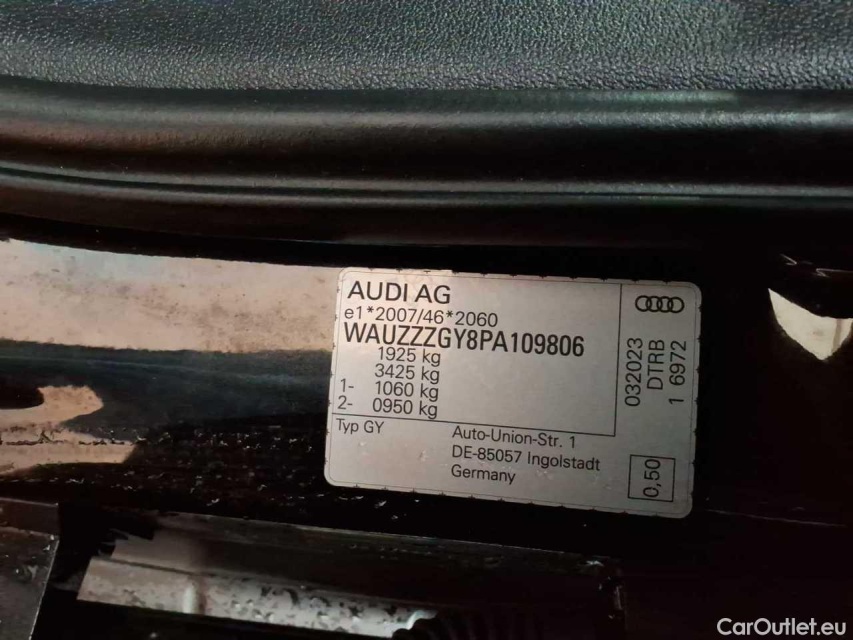 AUDI AG
e1*2007/46*2060
WAUZZZGY8PA109806
1925 kg
3425 kg
1- 1060 kg
2- 0950 kg
Typ GY
Auto-Union-Str. 1
DE-85057 Ingolstadt
Germany
032023
DTRB
1 6972
0,50
CarOutlet.eu